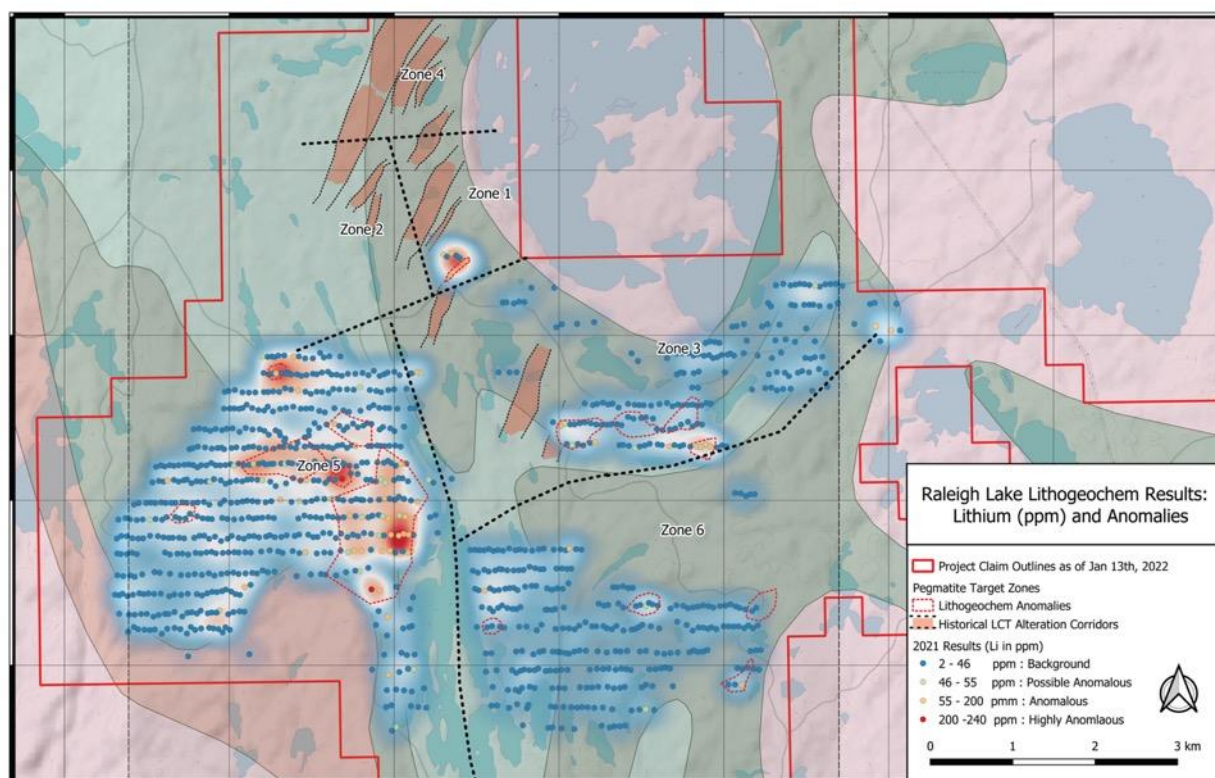 Zone 4
Zone 1
Zone 2
Zone 3
Zone 5
Zone 6
Raleigh Lake Lithogeochem Results:
Lithium (ppm) and Anomalies
Project Claim Outlines as of Jan 13th, 2022
Pegmatite Target Zones
Lithogeochem Anomalies
Historical LCT Alteration Corridors
2021 Results (Li in ppm)
2 - 46 ppm : Background
46 - 55 ppm : Possible Anomalous
55 - 200 pmm : Anomalous
200 -240 ppm : Highly Anomlaous
0 1 2 3 km